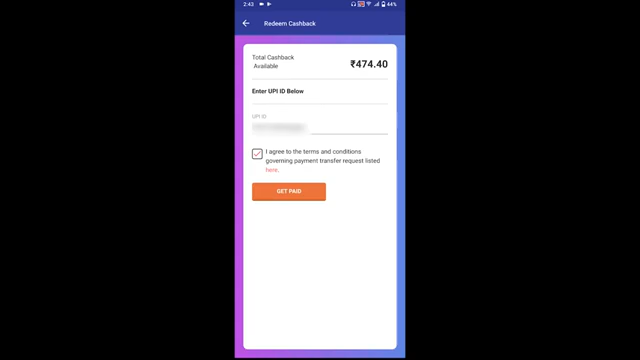 2:43
44%
Redeem Cashback
Total Cashback
Available
₹474.40
Enter UPI ID Below
UPI ID
I agree to the terms and conditions
governing payment transfer request listed
here.
GET PAID